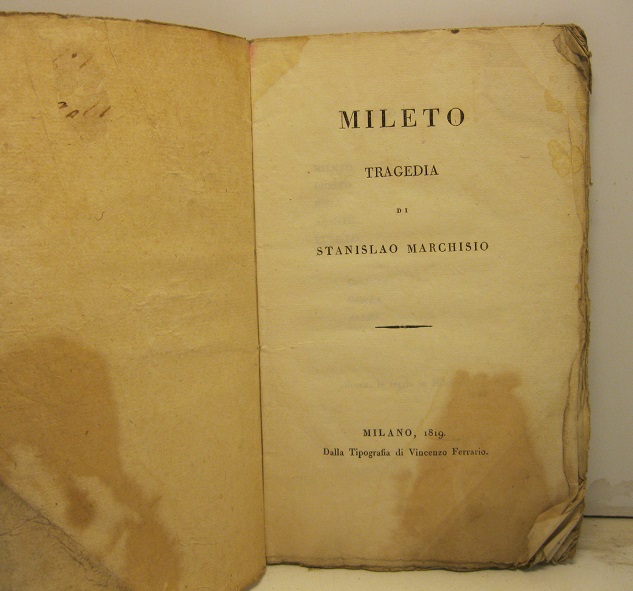 MILETO
TRAGEDIA
DI
STANISLAO MARCHISIO
MILANO, 1819.
Dalla Tipografia di Vincenzo Ferrario.